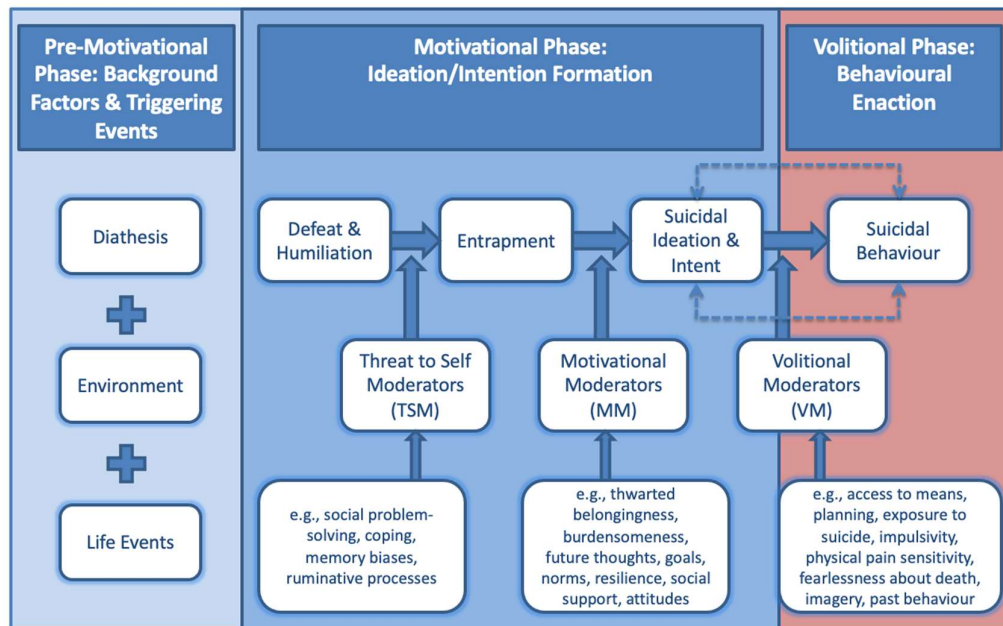 Pre-Motivational
Phase: Background
Factors & Triggering
Events
Motivational Phase:
Ideation/Intention Formation
Volitional Phase:
Behavioural
Enaction
Diathesis
Environment
Life Events
Defeat &
Humiliation
Entrapment
Suicidal
Ideation &
Intent
Suicidal
Behaviour
Threat to Self
Moderators
(TSM)
Motivational
Moderators
(MM)
Volitional
Moderators
(VM)
e.g., social problem-
solving, coping,
memory biases,
ruminative processes
e.g., thwarted
belongingness,
burdensomeness,
future thoughts, goals,
norms, resilience, social
support, attitudes
e.g., access to means,
planning, exposure to
suicide, impulsivity,
physical pain sensitivity,
fearlessness about death,
imagery, past behaviour